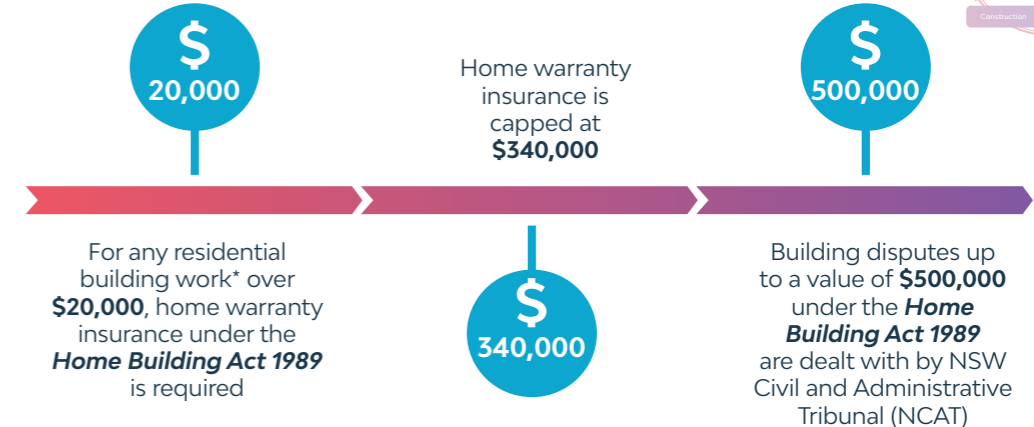 Construction
$
20,000
For any residential
building work* over
$20,000, home warranty
insurance under the
Home Building Act 1989
is required
Home warranty
insurance is
capped at
$340,000
$
340,000
$
500,000
Building disputes up
to a value of $500,000
under the Home
Building Act 1989
are dealt with by NSW
Civil and Administrative
Tribunal (NCAT)